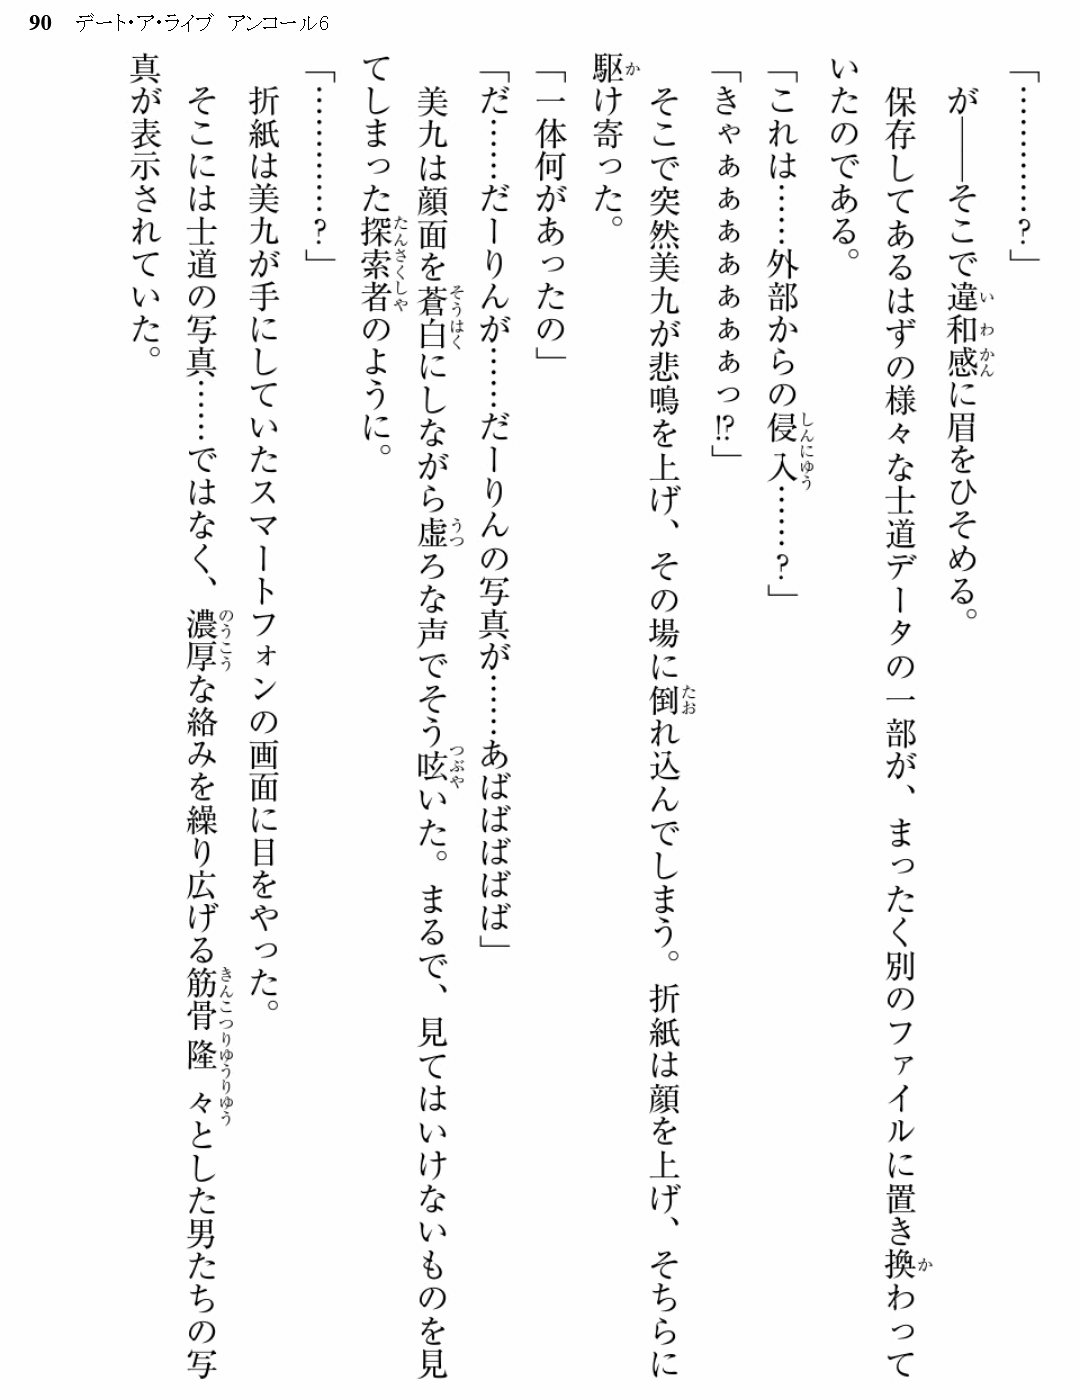 90 デート・ア・ライブ アンコール6
「…………?」
が――そこで違和感に眉をひそめる。
保存してあるはずの様々な士道データの一部が、まったく別のファイルに置き換わって
いたのである。
「これは……外部からの侵入……?」
「きゃぁぁぁぁぁぁぁっ!?」
そこで突然美九が悲鳴を上げ、その場に倒れ込んでしまう。折紙は顔を上げ、そちらに
駆け寄った。
「一体何があったの」
「だ……だーりんが……だーりんの写真が……あばばばばば」
美九は顔面を蒼白にしながら虚ろな声でそう呟いた。まるで、見てはいけないものを見
てしまった探索者のように。
「…………?」
折紙は美九が手にしていたスマートフォンの画面に目をやった。
そこには士道の写真……ではなく、濃厚な絡みを繰り広げる筋骨隆々とした男たちの写
真が表示されていた。